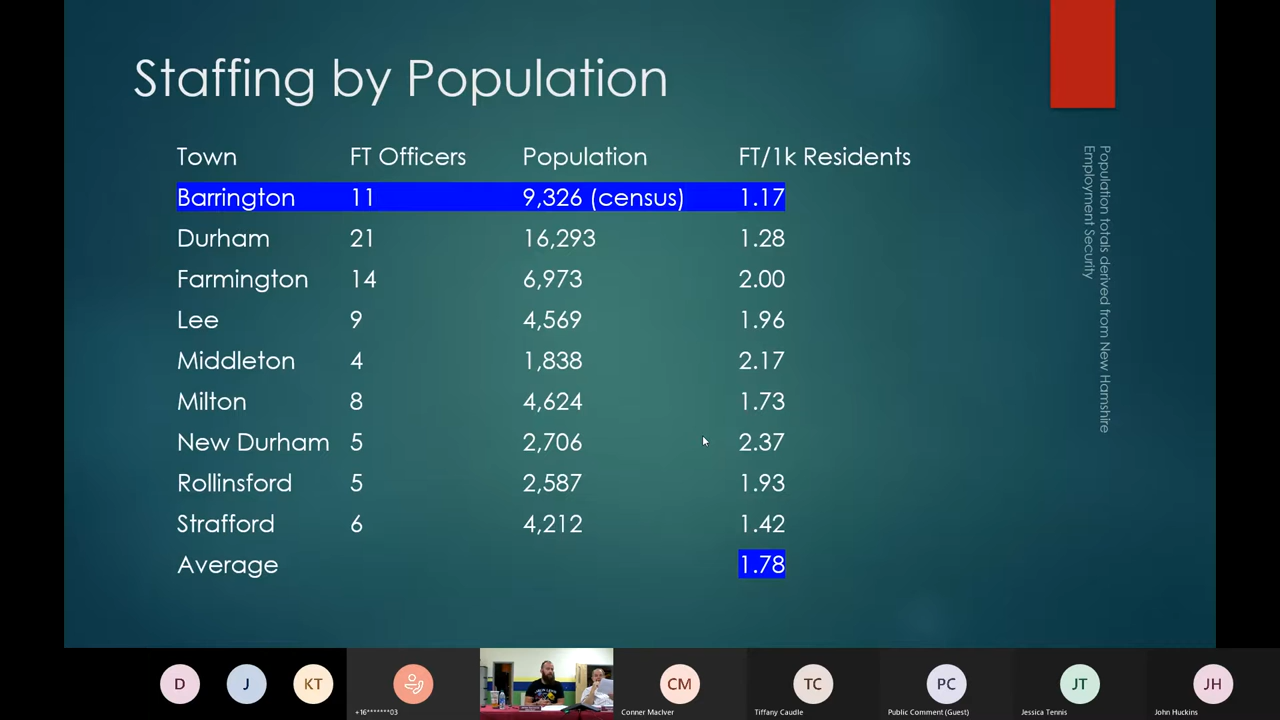 Staffing by Population
Town FT Officers Population FT/1k Residents
Barrington 11 9,326 (census) 1.17
Durham 21 16,293 1.28
Farmington 14 6,973 2.00
Lee 9 4,569 1.96
Middleton 4 1,838 2.17
Milton 8 4,624 1.73
New Durham 5 2,706 2.37
Rollinsford 5 2,587 1.93
Strafford 6 4,212 1.42
Average 1.78
Population totals derived from New Hamshire
Employment Security
D J KT CM TC PC JT JH
+16*******03 Conner MacIver Tiffany Caudle Public Comment (Guest) Jessica Tennis John Huckins